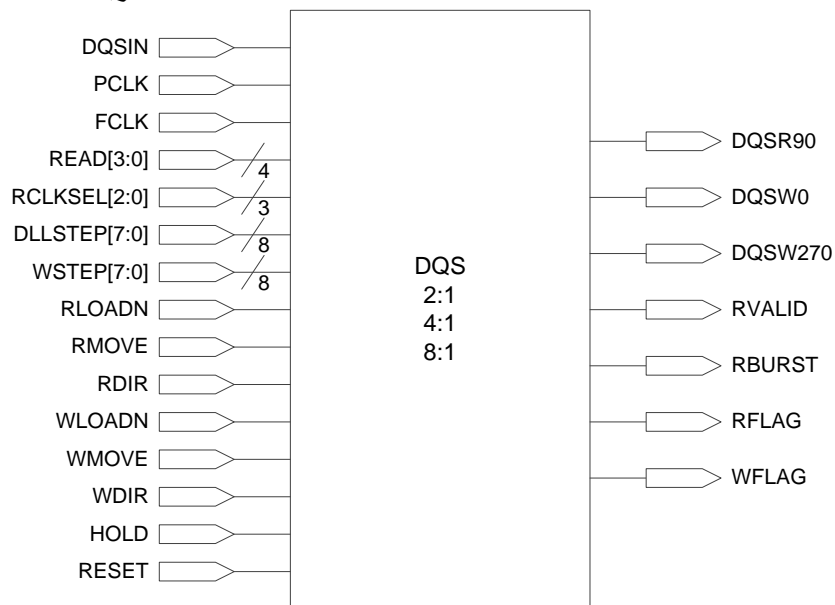 DQSIN
PCLK
FCLK
READ[3:0]
4
RCLKSEL[2:0]
3
DLLSTEP[7:0]
8
WSTEP[7:0]
8
RLOADN
RMOVE
RDIR
WLOADN
WMOVE
WDIR
HOLD
RESET
DQS
2:1
4:1
8:1
DQSR90
DQSW0
DQSW270
RVALID
RBURST
RFLAG
WFLAG